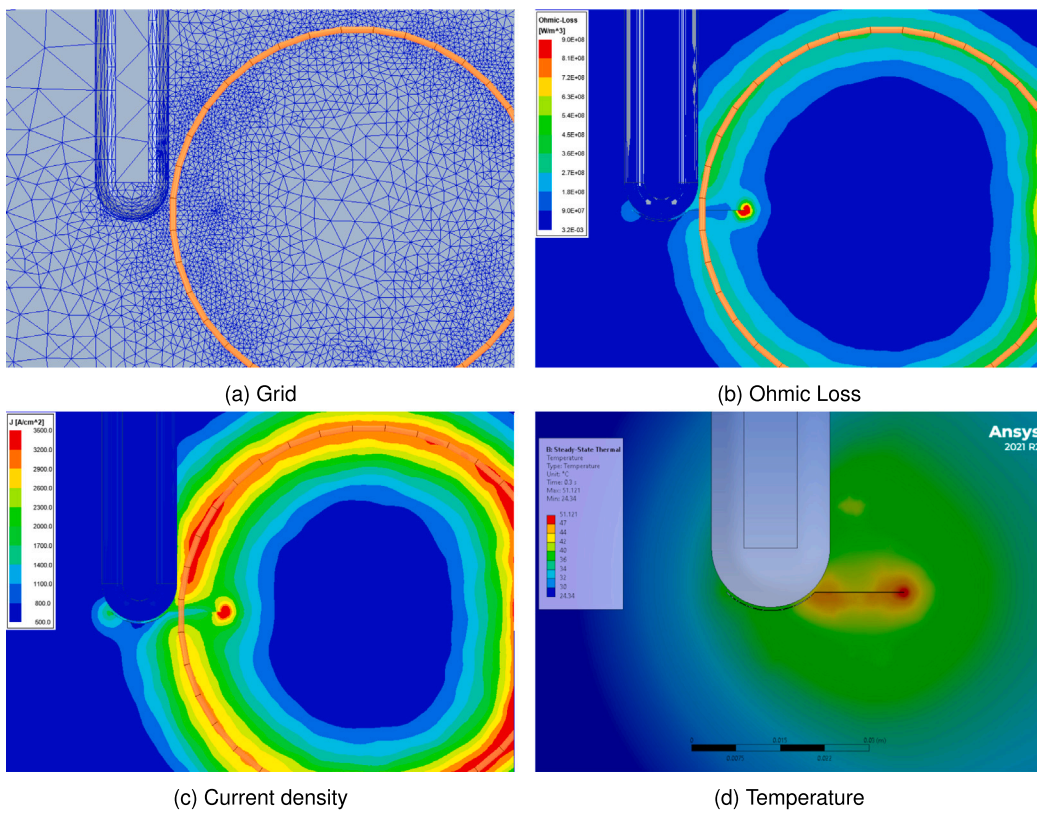 Ohmic-Loss
[W/m^3]
9.0E+08
8.1E+08
7.2E+08
6.3E+08
5.4E+08
4.5E+08
3.6E+08
2.7E+08
1.8E+08
9.0E+07
3.2E-03
(a) Grid
(b) Ohmic Loss
J [A/cm^2]
3600.0
3200.0
2900.0
2600.0
2300.0
2000.0
1700.0
1400.0
1100.0
800.0
500.0
B: Steady-State Thermal
Temperature
Type: Temperature
Unit: °C
Time: 0.3 s
Max: 51.121
Min: 24.54
51.121
47
44
42
40
36
34
32
30
24.54
Ansys
2021 R2
0
0.015
0.05 (m)
0.0075
0.022
(c) Current density
(d) Temperature